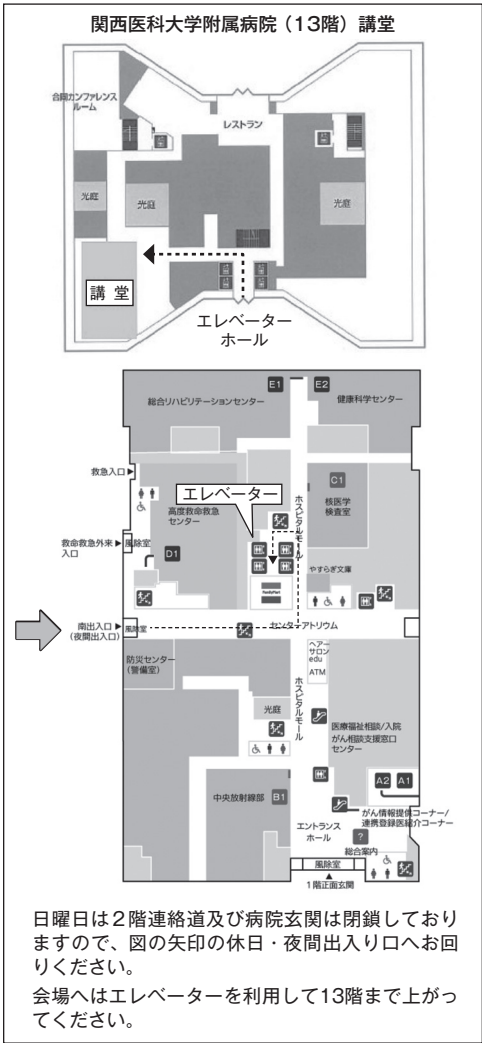 関西医科大学附属病院（13階）講堂
合同カンファレンス
ルーム
レストラン
光庭
光庭
光庭
講 堂
エレベーター
ホール
E1
E2
総合リハビリテーションセンター
健康科学センター
救急入口
C1
核医学
検査室
エレベーター
高度救命救急
センター
ホスピタルモール
救命救急外来
入口
風除室
D1
やすらぎ文庫
FamilyMart
南出入口
（夜間出入口）
風除室
センターアトリウム
防災センター
（警備室）
ヘアー
サロン
edu
ATM
ホスピタルモール
光庭
医療福祉相談/入院
がん相談支援窓口
センター
A2
A1
中央放射線部
B1
がん情報提供コーナー/
連携登録医紹介コーナー
エントランス
ホール
?
総合案内
風除室
1階正面玄関
日曜日は２階連絡道及び病院玄関は閉鎖しており
ますので、図の矢印の休日・夜間出入り口へお回
りください。
会場へはエレベーターを利用して13階まで上がっ
てください。